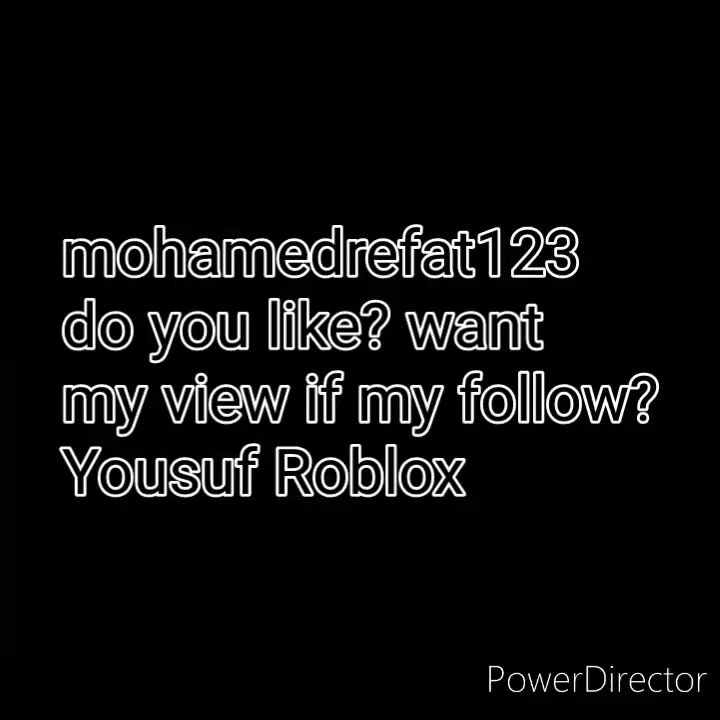 mohamedrefat123
do you like? want
my view if my follow?
Yousuf Roblox
PowerDirector